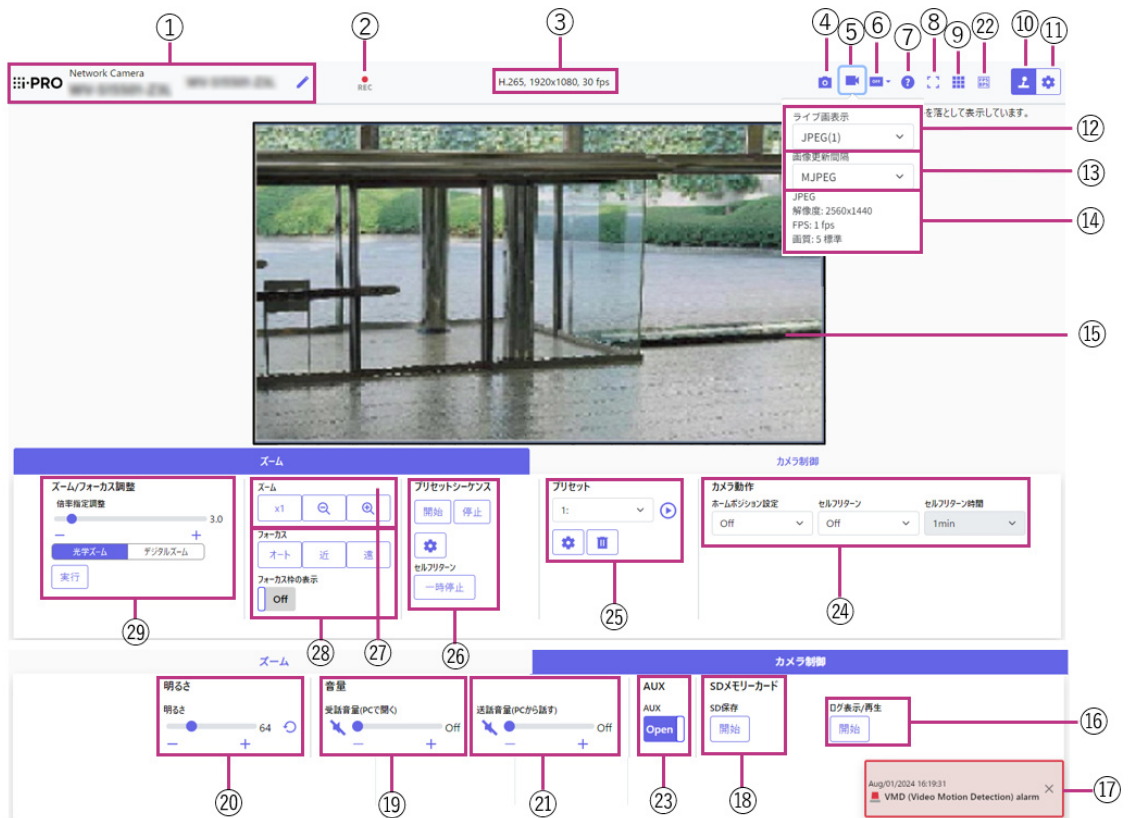 ① ② ③ ④ ⑤ ⑥ ⑦ ⑧ ⑨ ㉒ ⑩ ⑪
i-PRO Network Camera
REC
H.265, 1920x1080, 30 fps
を落として表示しています。
ライブ画表示
JPEG(1)
⑫
画像更新間隔
MJPEG
⑬
JPEG
解像度: 2560x1440
FPS: 1 fps
画質: 5 標準
⑭
⑮
ズーム
カメラ制御
ズーム/フォーカス調整
倍率指定調整
3.0
− +
光学ズーム デジタルズーム
実行
㉙
ズーム
x1
フォーカス
オート 近 遠
フォーカス枠の表示
Off
㉘ ㉗
プリセットシーケンス
開始 停止
セルフリターン
一時停止
㉖
プリセット
1:
㉕
カメラ動作
ホームポジション設定 セルフリターン セルフリターン時間
Off Off 1min
㉔
ズーム
カメラ制御
明るさ
明るさ
64
− +
⑳
音量
受話音量(PCで聞く)
Off
− +
⑲
送話音量(PCから話す)
Off
− +
㉑
AUX
AUX
Open
㉓
SDメモリーカード
SD保存
開始
⑱
ログ表示/再生
開始
⑯
Aug/01/2024 16:19:31
VMD (Video Motion Detection) alarm
⑰